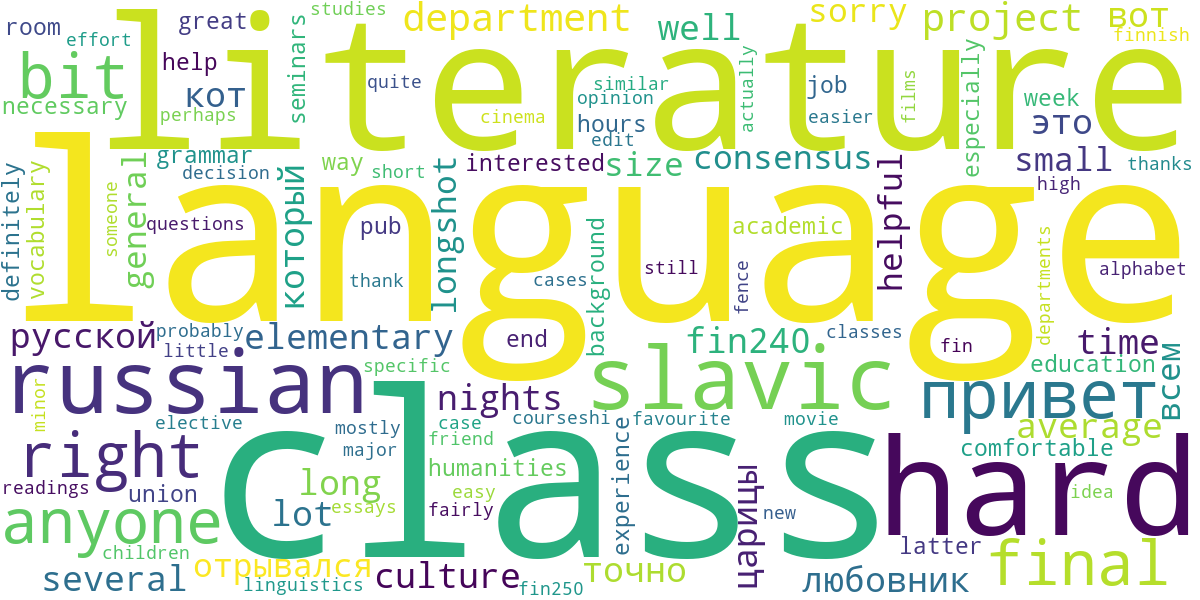 studies
room
great
effort
department
sorry
project
вот
finnish
literature
bit
help
seminars
quite
well
similar
opinion
actually
job
films
especially
week
easier
это
necessary
perhaps
кот
cinema
hours
edit
grammar
decision
way
short
interested
size
consensus
small
thanks
high
language
definitely
vocabulary
someone
general
questions
который
pub
thank
longshot
cases
background
still
academic
fence
helpful
departments
alphabet
русской
probably
little
elementary
end
fin240
classes
fin
time
education
всем
specific
russian
slavic
привет
nights
minor
elective
mostly
major
case
friend
courseshi
favourite
movie
average
comfortable
right
class
hard
readings
union
long
lot
essays
humanities
easy
fairly
experience
царицы
new
idea
anyone
children
latter
final
отрывался
several
linguistics
culture
fin250
точно
любовник